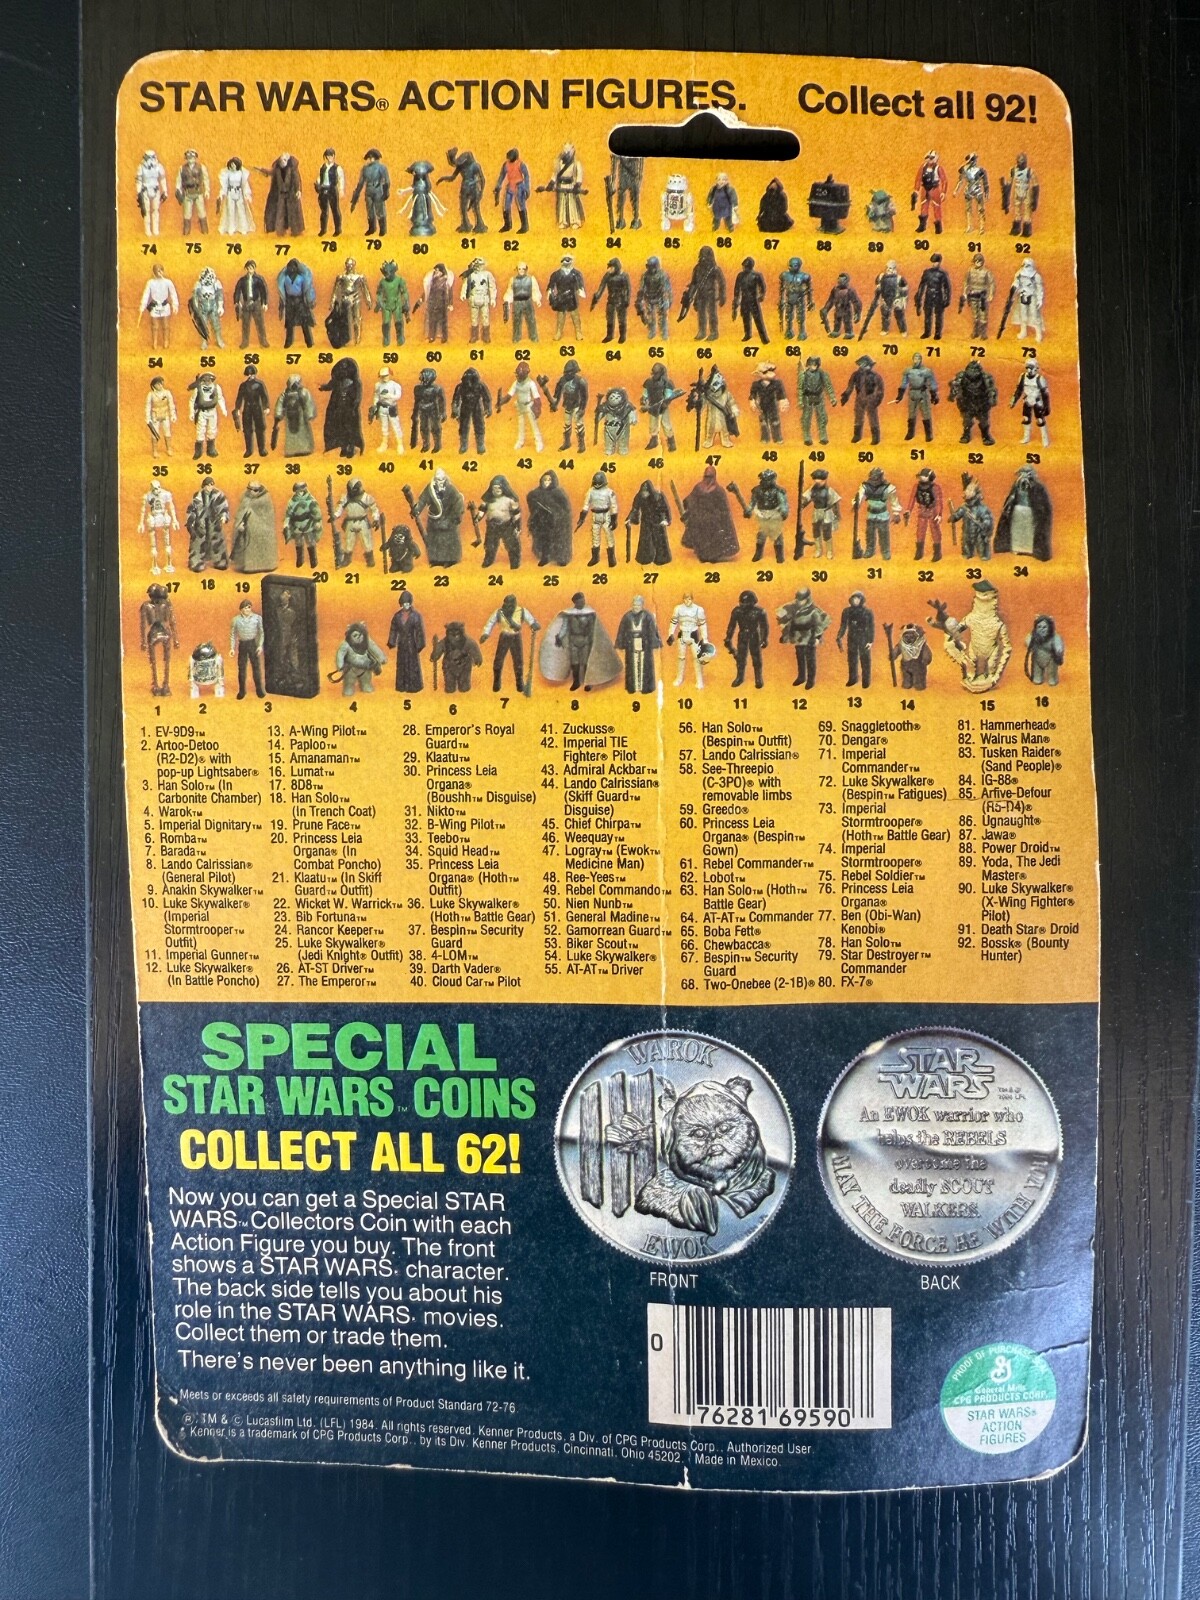 STAR WARS® ACTION FIGURES. Collect all 92!
74 75 76 77 78 79 80 81 82 83 84 85 86 87 88 89 90 91 92
54 55 56 57 58 59 60 61 62 63 64 65 66 67 68 69 70 71 72 73
35 36 37 38 39 40 41 42 43 44 45 46 47 48 49 50 51 52 53
17 18 19 20 21 22 23 24 25 26 27 28 29 30 31 32 33 34
1 2 3 4 5 6 7 8 9 10 11 12 13 14 15 16
1. EV-9D9™
2. Artoo-Detoo
(R2-D2)® with
pop-up Lightsaber®
3. Han Solo™ (In
Carbonite Chamber)
4. Warok™
5. Imperial Dignitary™
6. Romba™
7. Barada™
8. Lando Calrissian®
(General Pilot)
9. Anakin Skywalker™
10. Luke Skywalker®
(Imperial
Stormtrooper™
Outfit)
11. Imperial Gunner™
12. Luke Skywalker®
(In Battle Poncho)
13. A-Wing Pilot™
14. Paploo™
15. Amanaman™
16. Lumat™
17. 8D8™
18. Han Solo™
(In Trench Coat)
19. Prune Face™
20. Princess Leia
Organa® (In
Combat Poncho)
21. Klaatu™ (In Skiff
Guard™ Outfit)
22. Wicket W. Warrick™
23. Bib Fortuna™
24. Rancor Keeper™
25. Luke Skywalker®
(Jedi Knight® Outfit)
26. AT-ST Driver™
27. The Emperor™
28. Emperor's Royal
Guard™
29. Klaatu™
30. Princess Leia
Organa®
(Boushh™ Disguise)
31. Nikto™
32. B-Wing Pilot™
33. Teebo™
34. Squid Head™
35. Princess Leia
Organa® (Hoth™
Outfit)
36. Luke Skywalker®
(Hoth™ Battle Gear)
37. Bespin™ Security
Guard
38. 4-LOM™
39. Darth Vader®
40. Cloud Car™ Pilot
41. Zuckuss®
42. Imperial TIE
Fighter® Pilot
43. Admiral Ackbar™
44. Lando Calrissian®
(Skiff Guard™
Disguise)
45. Chief Chirpa™
46. Weequay™
47. Logray™ (Ewok™
Medicine Man)
48. Ree-Yees™
49. Rebel Commando™
50. Nien Nunb™
51. General Madine™
52. Gamorrean Guard™
53. Biker Scout™
54. Luke Skywalker®
55. AT-AT™ Driver
56. Han Solo™
(Bespin™ Outfit)
57. Lando Calrissian®
58. See-Threepio
(C-3PO)® with
removable limbs
59. Greedo®
60. Princess Leia
Organa® (Bespin™
Gown)
61. Rebel Commander™
62. Lobot™
63. Han Solo™ (Hoth™
Battle Gear)
64. AT-AT™ Commander
65. Boba Fett®
66. Chewbacca®
67. Bespin™ Security
Guard
68. Two-Onebee (2-1B)®
69. Snaggletooth®
70. Dengar®
71. Imperial
Commander™
72. Luke Skywalker®
(Bespin™ Fatigues)
73. Imperial
Stormtrooper®
(Hoth™ Battle Gear)
74. Imperial
Stormtrooper®
75. Rebel Soldier™
76. Princess Leia
Organa®
77. Ben (Obi-Wan)
Kenobi®
78. Han Solo™
79. Star Destroyer™
Commander
80. FX-7®
81. Hammerhead®
82. Walrus Man®
83. Tusken Raider®
(Sand People)®
84. IG-88®
85. Arfive-Defour
(R5-D4)®
86. Ugnaught®
87. Jawa®
88. Power Droid™
89. Yoda, The Jedi
Master®
90. Luke Skywalker®
(X-Wing Fighter®
Pilot)
91. Death Star® Droid
92. Bossk® (Bounty
Hunter)
SPECIAL
STAR WARS™ COINS
COLLECT ALL 62!
Now you can get a Special STAR
WARS™ Collectors Coin with each
Action Figure you buy. The front
shows a STAR WARS® character.
The back side tells you about his
role in the STAR WARS® movies.
Collect them or trade them.
There's never been anything like it.
WAROK
EWOK
FRONT
STAR
WARS
An EWOK warrior who
helps the REBELS
overcome the
deadly SCOUT
WALKERS
MAY THE FORCE BE WITH YOU
BACK
0 76281 69590
PROOF OF PURCHASE
General Mills
CPG PRODUCTS CORP.
STAR WARS®
ACTION
FIGURES
Meets or exceeds all safety requirements of Product Standard 72-76.
®, TM & © Lucasfilm Ltd. (LFL) 1984. All rights reserved. Kenner Products, a Div. of CPG Products Corp., Authorized User.
* Kenner is a trademark of CPG Products Corp., by its Div. Kenner Products, Cincinnati, Ohio 45202. Made in Mexico.